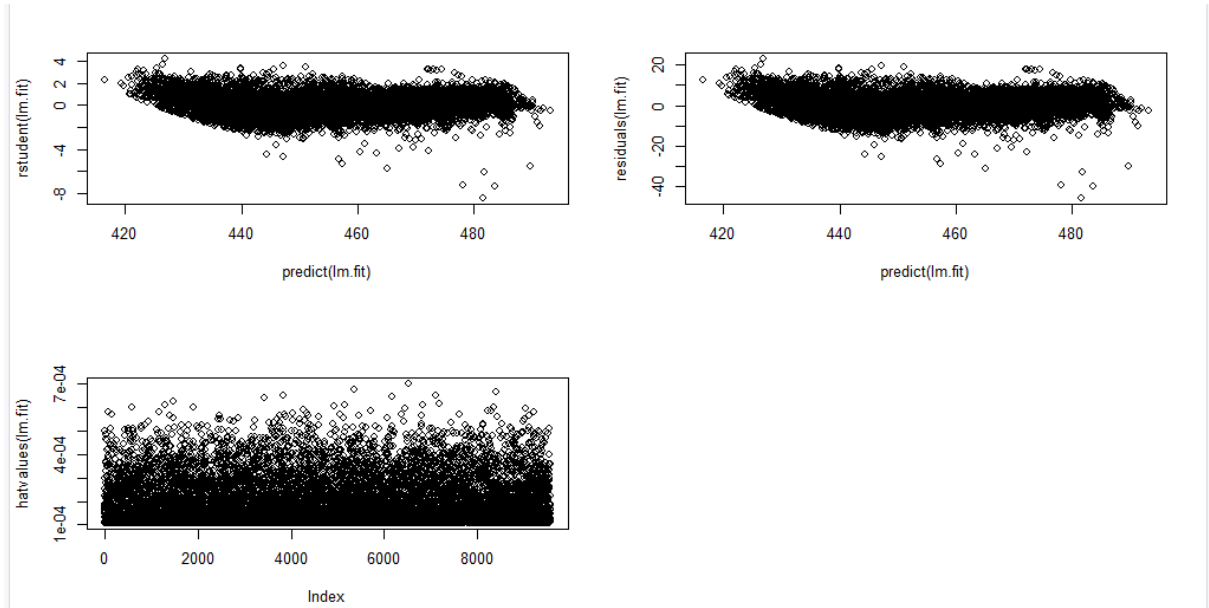 rstudent(lm.fit)
4
2
0
-4
-8
420 440 460 480
predict(lm.fit)
residuals(lm.fit)
20
0
-20
-40
420 440 460 480
predict(lm.fit)
hatvalues(lm.fit)
7e-04
4e-04
1e-04
0 2000 4000 6000 8000
Index